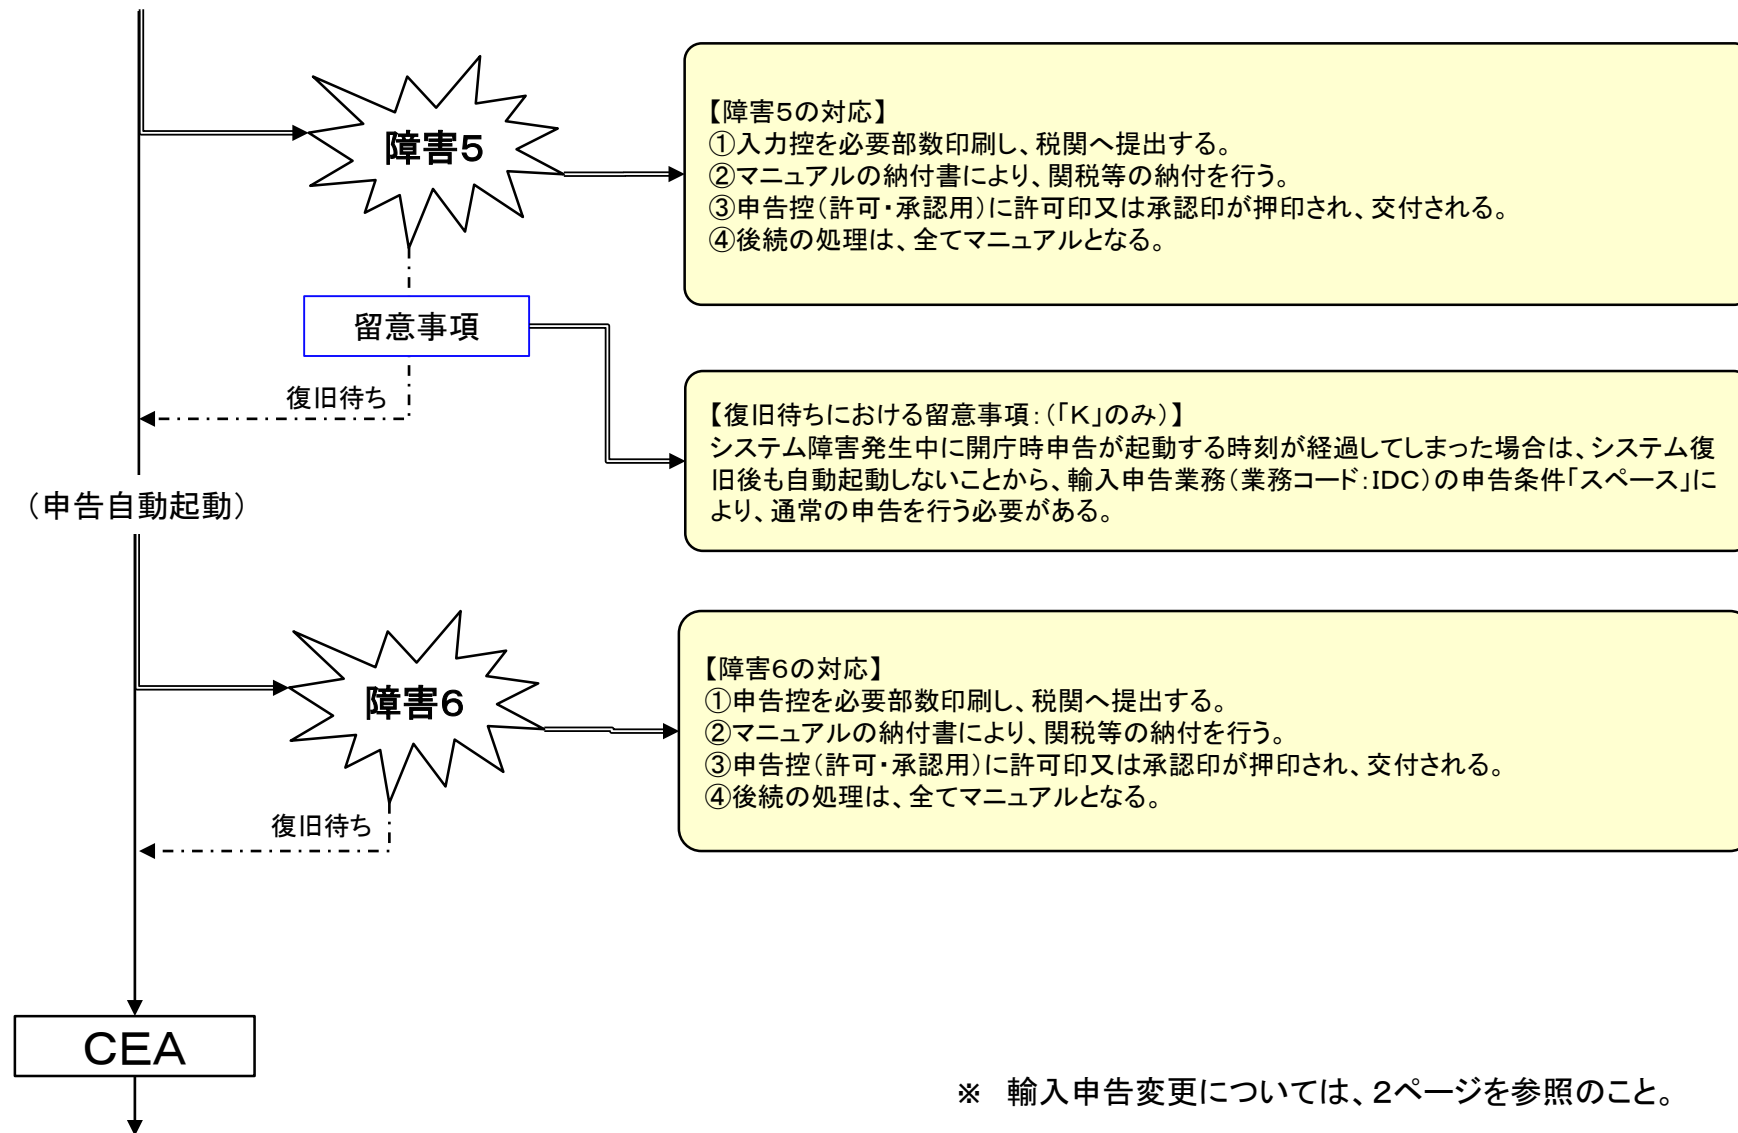 障害5
【障害5の対応】
①入力控を必要部数印刷し、税関へ提出する。
②マニュアルの納付書により、関税等の納付を行う。
③申告控(許可・承認用)に許可印又は承認印が押印され、交付される。
④後続の処理は、全てマニュアルとなる。
留意事項
復旧待ち
【復旧待ちにおける留意事項:(「K」のみ)】
システム障害発生中に開庁時申告が起動する時刻が経過してしまった場合は、システム復
旧後も自動起動しないことから、輸入申告業務(業務コード:IDC)の申告条件「スペース」に
より、通常の申告を行う必要がある。
(申告自動起動)
障害6
【障害6の対応】
①申告控を必要部数印刷し、税関へ提出する。
②マニュアルの納付書により、関税等の納付を行う。
③申告控(許可・承認用)に許可印又は承認印が押印され、交付される。
④後続の処理は、全てマニュアルとなる。
復旧待ち
CEA
※ 輸入申告変更については、2ページを参照のこと。